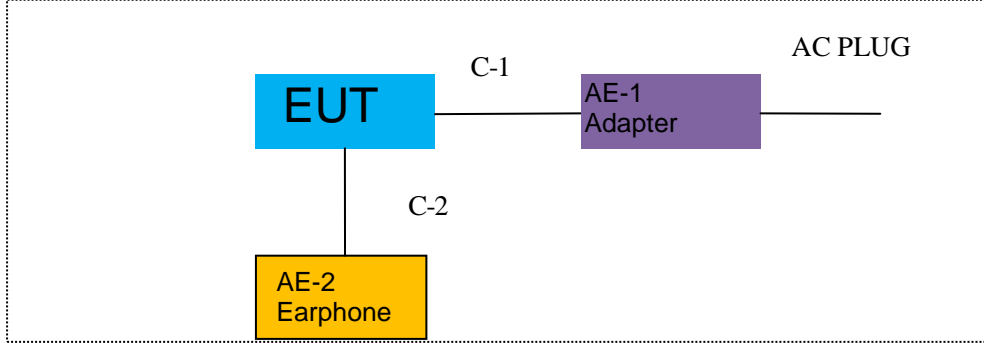 AC PLUG
C-1
EUT
AE-1
Adapter
C-2
AE-2
Earphone